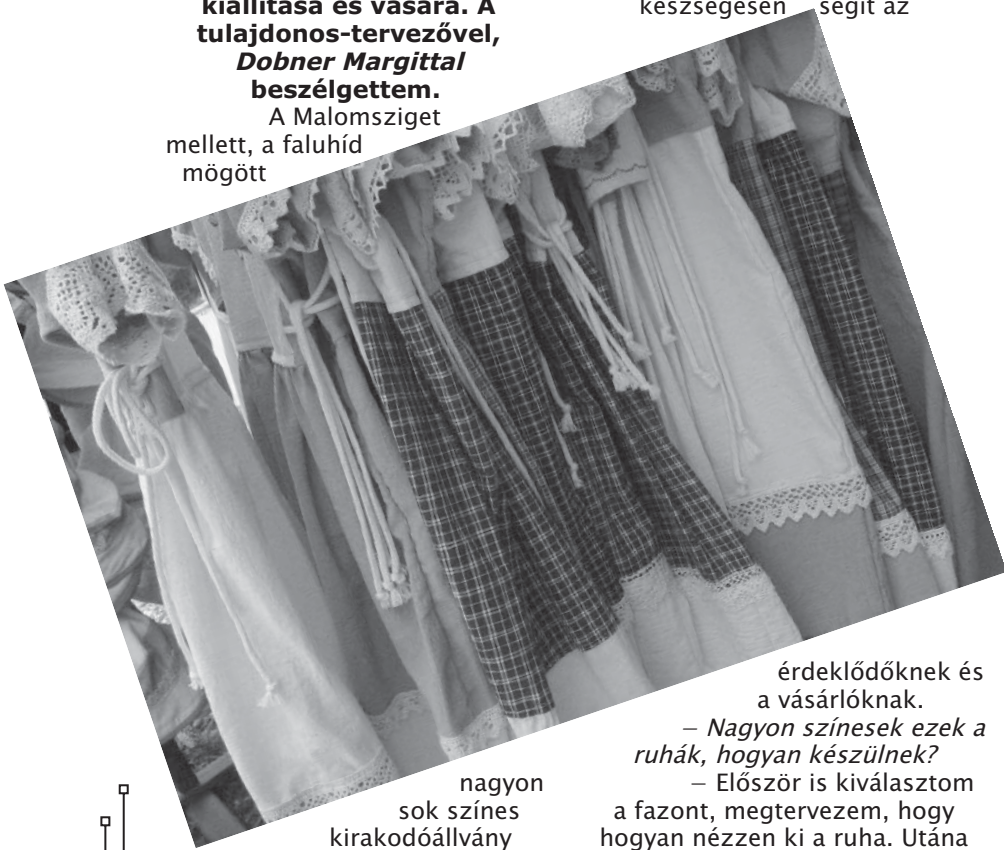 kiállítása és vására. A
tulajdonos-tervezővel,
Dobner Margittal
beszélgettem.
A Malomsziget
mellett, a faluhíd
mögött
nagyon
sok színes
kirakodóállvány
készségesen segít az
érdeklődőknek és
a vásárlóknak.
– Nagyon színesek ezek a
ruhák, hogyan készülnek?
– Először is kiválasztom
a fazont, megtervezem, hogy
hogyan nézzen ki a ruha. Utána